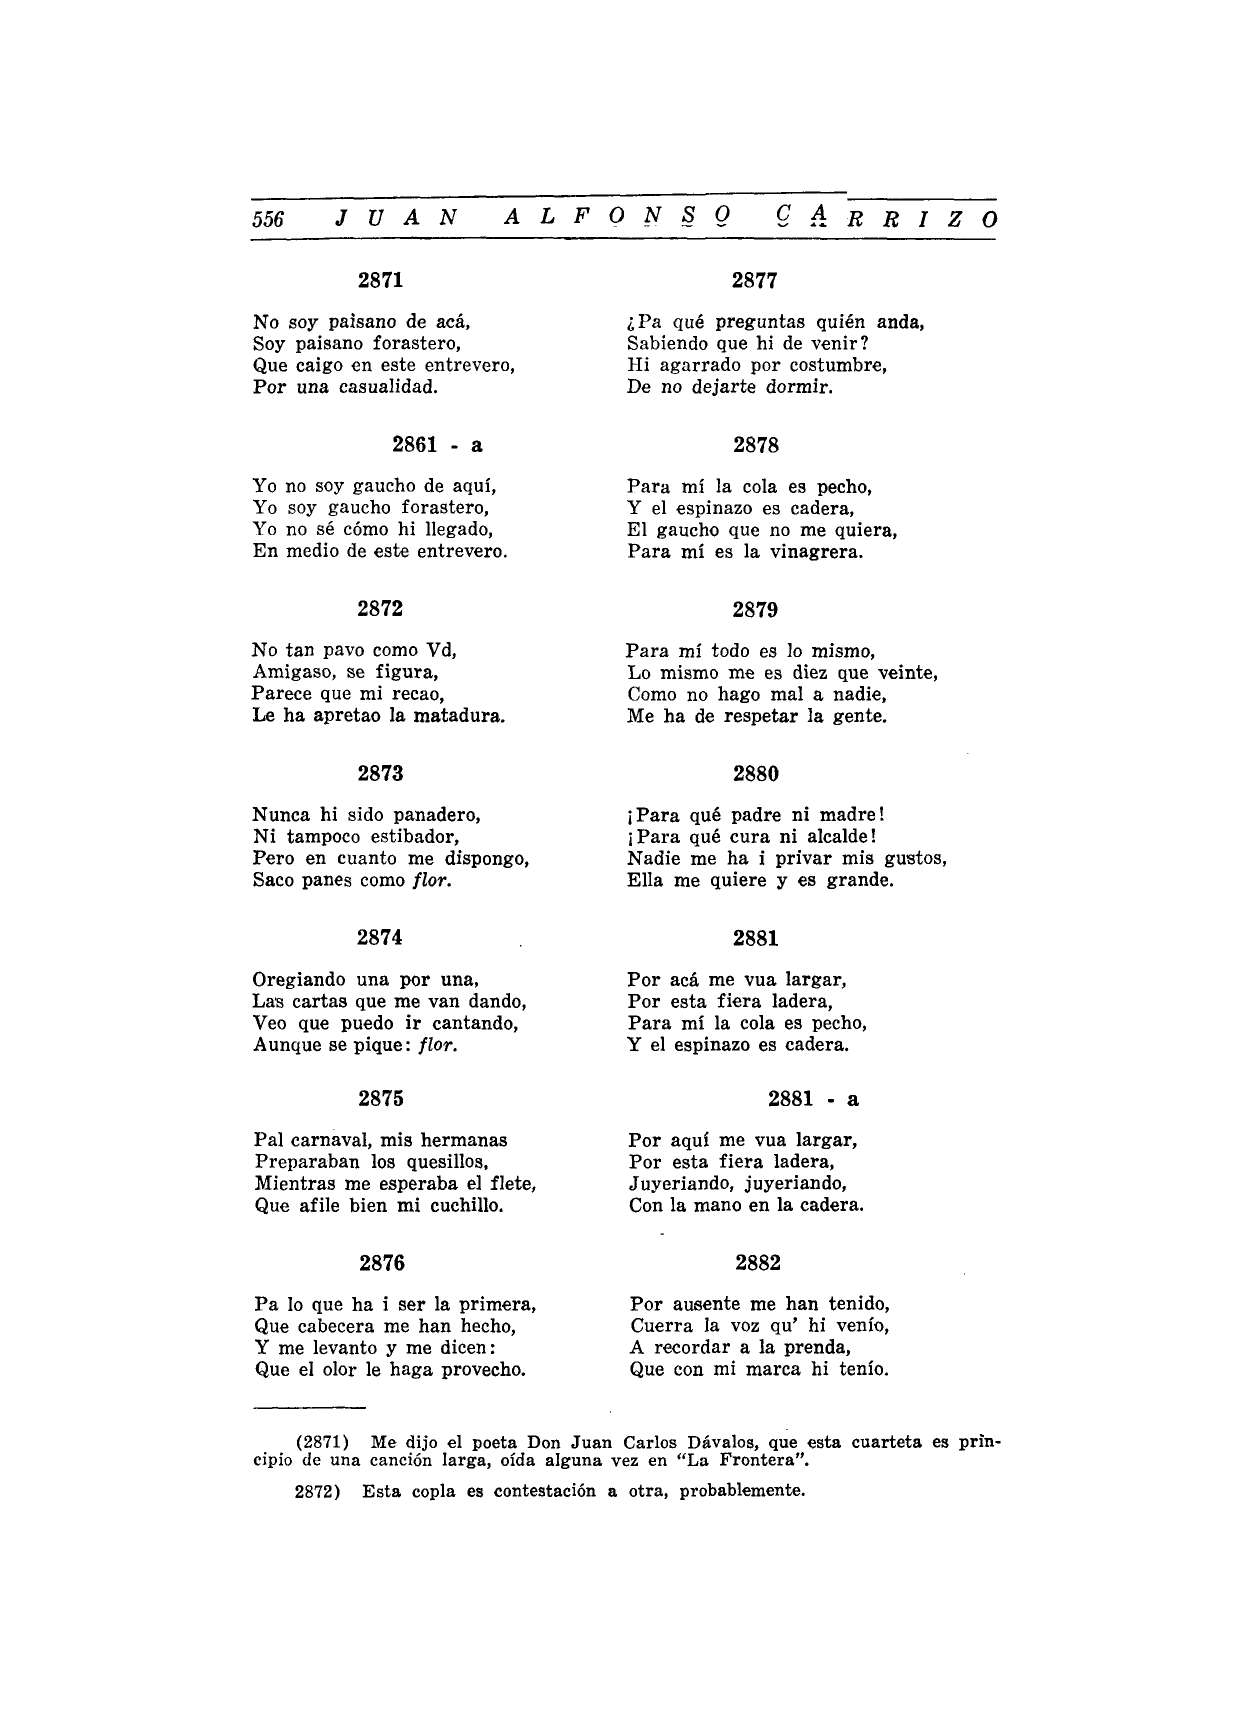 556 JUAN ALFONSO CARRIZO
2871
No soy paisano de acá,
Soy paisano forastero,
Que caigo en este entrevero,
Por una casualidad.
2861 - a
Yo no soy gaucho de aquí,
Yo soy gaucho forastero,
Yo no sé cómo hi llegado,
En medio de este entrevero.
2872
No tan pavo como Vd,
Amigaso, se figura,
Parece que mi recao,
Le ha apretao la matadura.
2873
Nunca hi sido panadero,
Ni tampoco estibador,
Pero en cuanto me dispongo,
Saco panes como flor.
2874
Oregiando una por una,
Las cartas que me van dando,
Veo que puedo ir cantando,
Aunque se pique: flor.
2875
Pal carnaval, mis hermanas
Preparaban los quesillos,
Mientras me esperaba el flete,
Que afile bien mi cuchillo.
2876
Pa lo que ha i ser la primera,
Que cabecera me han hecho,
Y me levanto y me dicen:
Que el olor le haga provecho.
2877
¿Pa qué preguntas quién anda,
Sabiendo que hi de venir?
Hi agarrado por costumbre,
De no dejarte dormir.
2878
Para mí la cola es pecho,
Y el espinazo es cadera,
El gaucho que no me quiera,
Para mí es la vinagrera.
2879
Para mí todo es lo mismo,
Lo mismo me es diez que veinte,
Como no hago mal a nadie,
Me ha de respetar la gente.
2880
¡Para qué padre ni madre!
¡Para qué cura ni alcalde!
Nadie me ha i privar mis gustos,
Ella me quiere y es grande.
2881
Por acá me vua largar,
Por esta fiera ladera,
Para mí la cola es pecho,
Y el espinazo es cadera.
2881 - a
Por aquí me vua largar,
Por esta fiera ladera,
Juyeriando, juyeriando,
Con la mano en la cadera.
2882
Por ausente me han tenido,
Cuerra la voz qu' hi venío,
A recordar a la prenda,
Que con mi marca hi tenío.
(2871) Me dijo el poeta Don Juan Carlos Dávalos, que esta cuarteta es prin-
cipio de una canción larga, oída alguna vez en “La Frontera”.
2872) Esta copla es contestación a otra, probablemente.